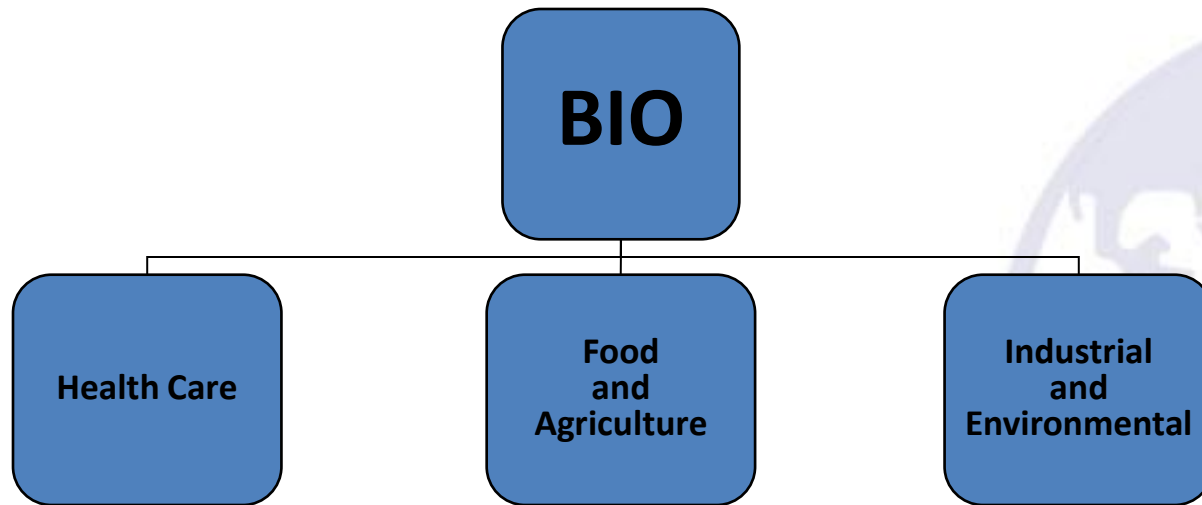 BIO
Health Care
Food
and
Agriculture
Industrial
and
Environmental